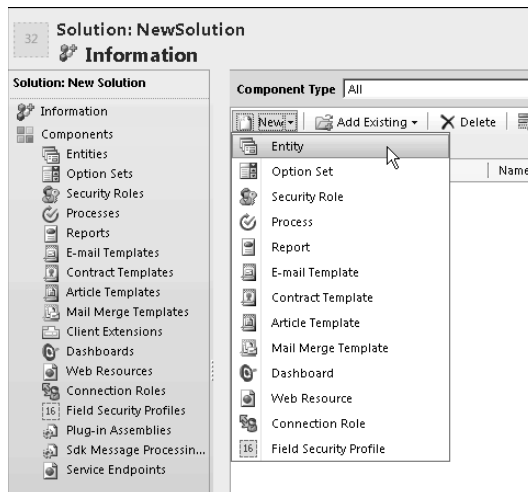 32
Solution: NewSolution
Information
Solution: New Solution
Information
Components
Entities
Option Sets
Security Roles
Processes
Reports
E-mail Templates
Contract Templates
Article Templates
Mail Merge Templates
Client Extensions
Dashboards
Web Resources
Connection Roles
16 Field Security Profiles
Plug-in Assemblies
Sdk Message Processin...
Service Endpoints
Component Type All
New Add Existing Delete
Name
Entity
Option Set
Security Role
Process
Report
E-mail Template
Contract Template
Article Template
Mail Merge Template
Dashboard
Web Resource
Connection Role
16 Field Security Profile